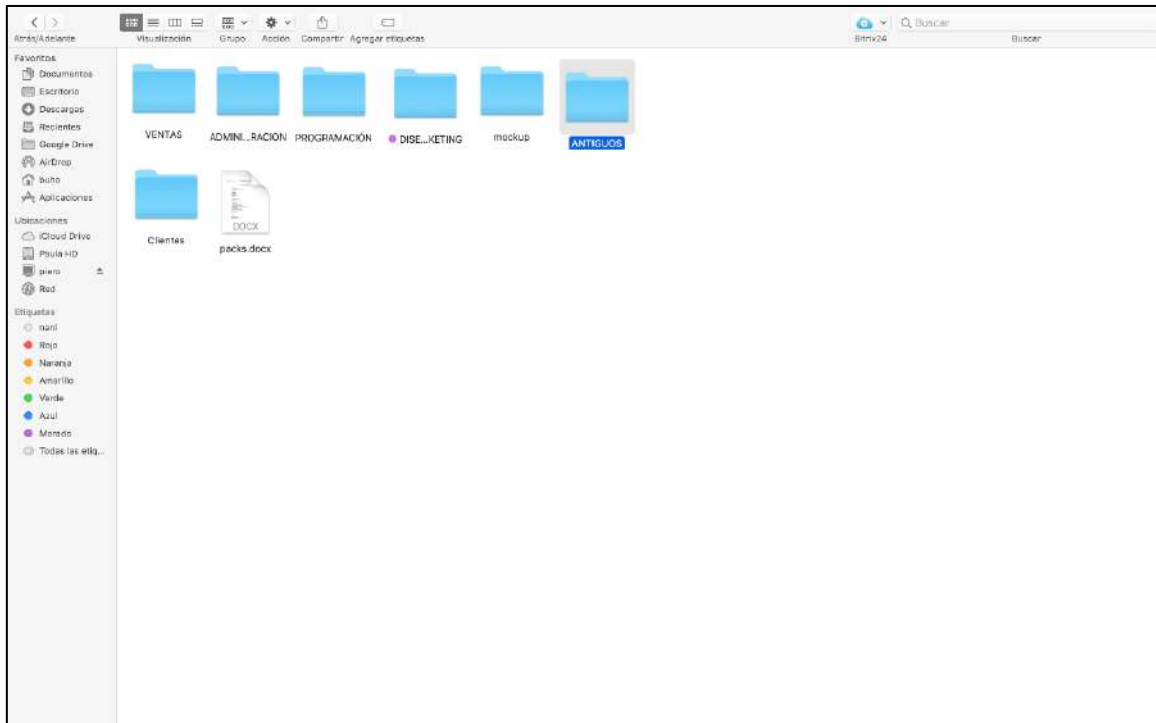 Buscar
Atrás/Adelante Visualización Grupo Acción Compartir Agregar etiquetas Bitrix24 Buscar
Favoritos
Documentos
Escritorio
Descargas
Recientes
Google Drive
AirDrop
buho
Aplicaciones
Ubicaciones
iCloud Drive
Paula HD
piero
Red
Etiquetas
nani
Rojo
Naranja
Amarillo
Verde
Azul
Morado
Todas las etiq...
VENTAS ADMINI...RACION PROGRAMACIÓN DISE...KETING mockup ANTIGUOS
DOCX
Clientes packs.docx